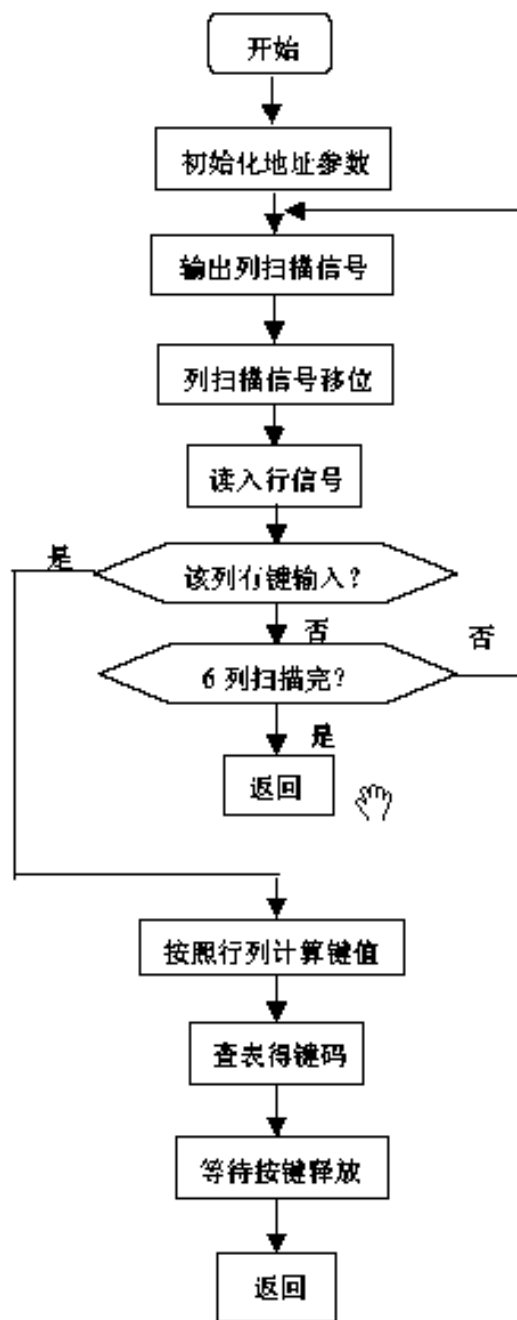 开始
初始化地址参数
输出列扫描信号
列扫描信号移位
读入行信号
是
该列有键输入?
否
否
6列扫描完?
是
返回
按照行列计算键值
查表得键码
等待按键释放
返回